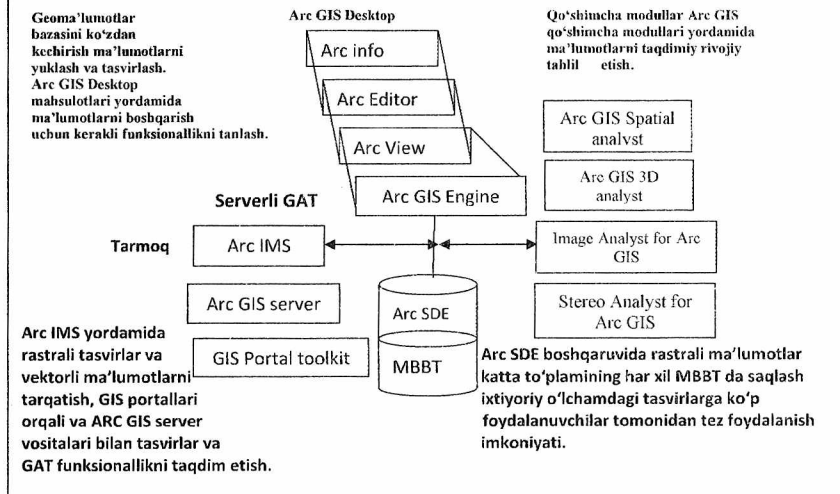 Geoma’lumotlar
bazasini ko‘zdan
kechirish ma’lumotlarni
yuklash va tasvirlash.
Arc GIS Desktop
mahsulotlari yordamida
ma’lumotlarni boshqarish
uchun kerakli funksionallikni tanlash.
Arc GIS Desktop
Arc info
Arc Editor
Arc View
Arc GIS Engine
Qo‘shimcha modullar Arc GIS
qo‘shimcha modullari yordamida
ma’lumotlarni taqdimiy rivojiy
tahlil etish.
Arc GIS Spatial
analyst
Arc GIS 3D
analyst
Image Analyst for Arc
GIS
Stereo Analyst for
Arc GIS
Serverli GAT
Tarmoq
Arc IMS
Arc GIS server
GIS Portal toolkit
Arc SDE
MBBT
Arc IMS yordamida
rastrali tasvirlar va
vektorli ma’lumotlarni
tarqatish, GIS portallari
orqali va ARC GIS server
vositalari bilan tasvirlar va
GAT funksionallikni taqdim etish.
Arc SDE boshqaruvida rastrali ma’lumotlar
katta to‘plamining har xil MBBT da saqlash
ixtiyoriy o‘lchamdagi tasvirlarga ko‘p
foydalanuvchilar tomonidan tez foydalanish
imkoniyati.